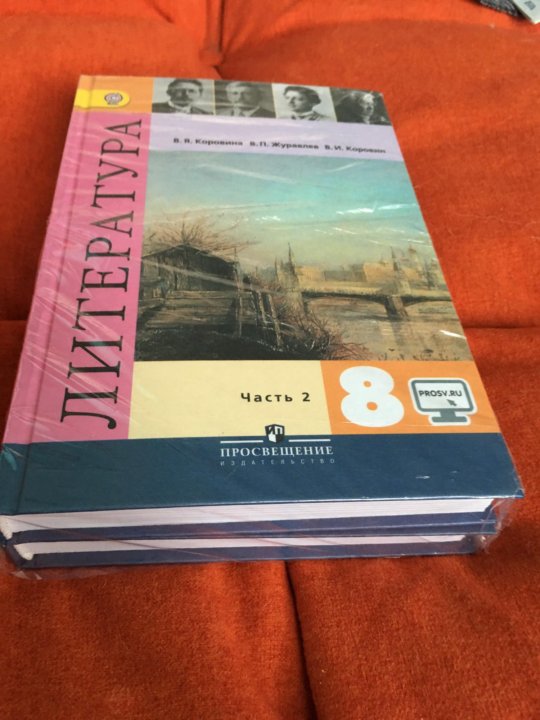 В. Я. Коровина В. П. Журавлев В. И. Коровин
ЛИТЕРАТУРА
Часть 2
8
PROSV.RU
ПРОСВЕЩЕНИЕ
ИЗДАТЕЛЬСТВО